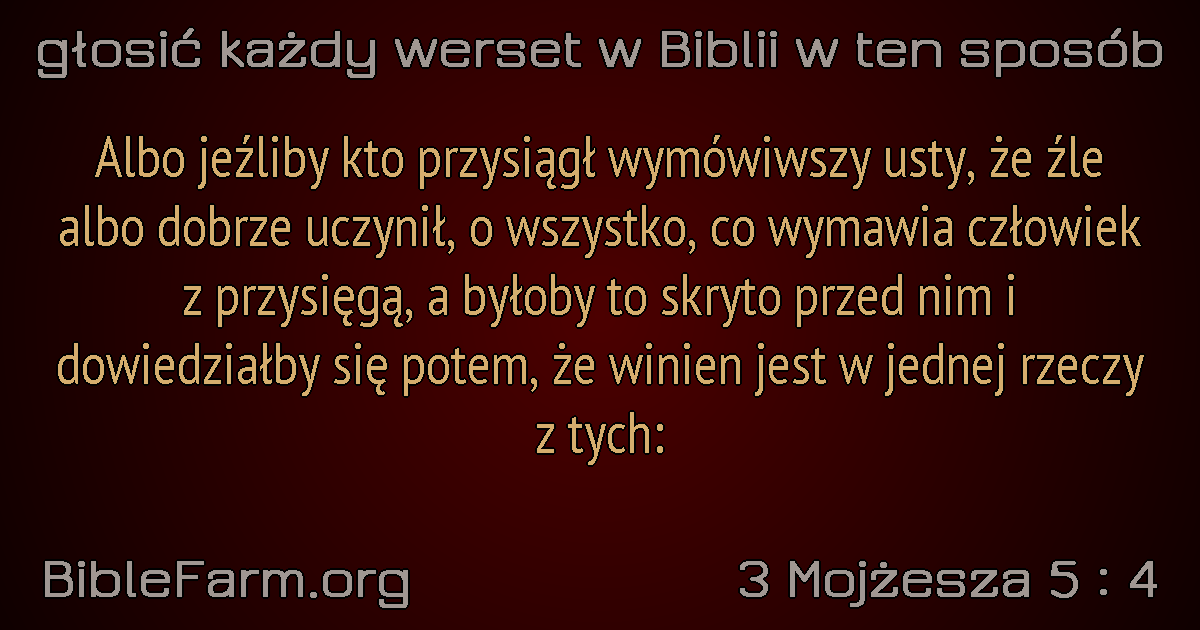 głosić każdy werset w Biblii w ten sposób
Albo jeźliby kto przysiągł wymówiwszy usty, że źle
albo dobrze uczynił, o wszystko, co wymawia człowiek
z przysięgą, a byłoby to skryto przed nim i
dowiedziałby się potem, że winien jest w jednej rzeczy
z tych:
BibleFarm.org
3 Mojżesza 5 : 4